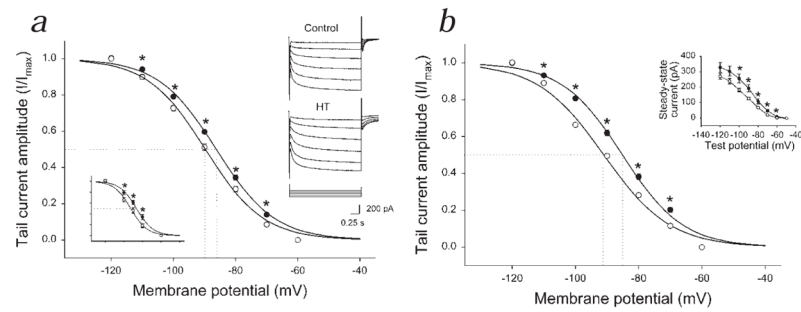 a
Control
HT
200 pA
0.25 s
Tail current amplitude (I/Imax)
1.0
0.8
0.6
0.4
0.2
0.0
* * * * *
* * *
-120 -100 -80 -60 -40
Membrane potential (mV)
b
Tail current amplitude (I/Imax)
1.0
0.8
0.6
0.4
0.2
0.0
* * * * *
-120 -100 -80 -60 -40
Membrane potential (mV)
Steady-state
current (pA)
400
300
200
100
0
-140 -120 -100 -80 -60 -40
Test potential (mV)